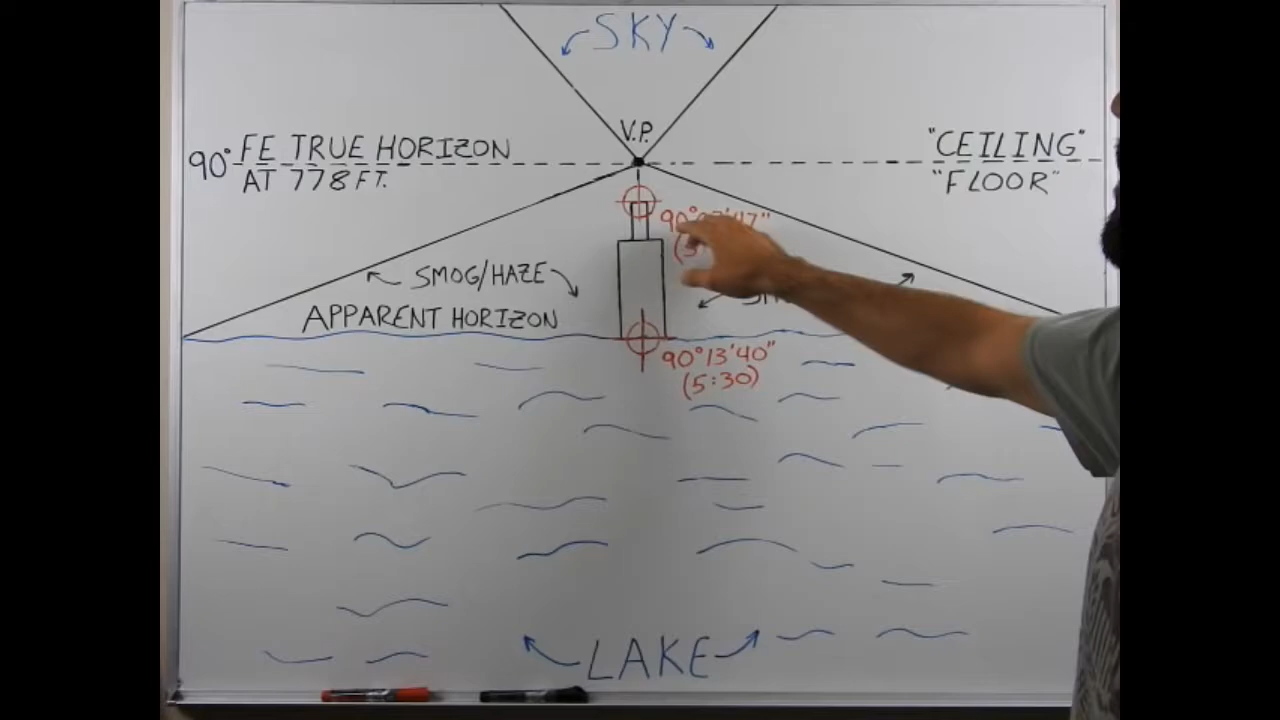 SKY
V.P.
90° FE TRUE HORIZON
AT 778 FT.
"CEILING"
"FLOOR"
SMOG/HAZE
APPARENT HORIZON
90°13'40"
(5:30)
LAKE